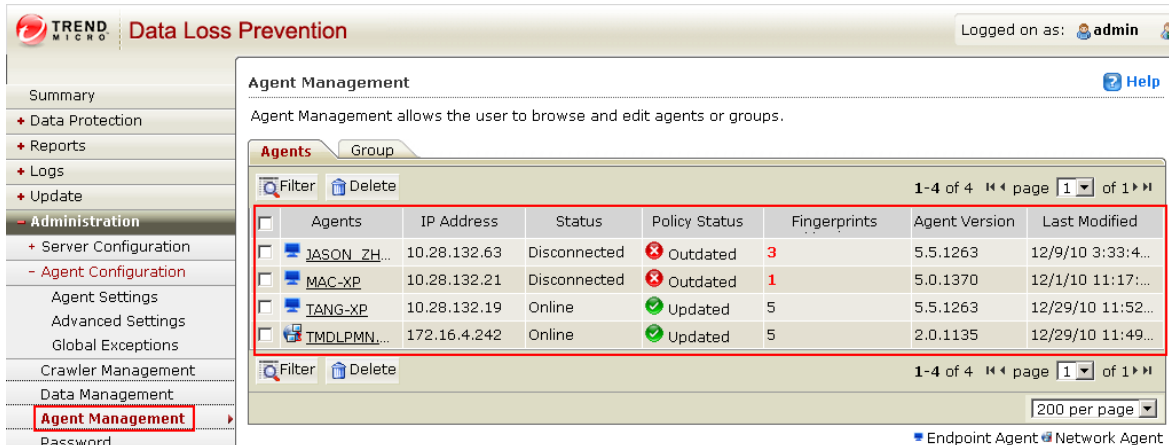 TREND MICRO Data Loss Prevention
Logged on as: admin
Summary
+ Data Protection
+ Reports
+ Logs
+ Update
- Administration
+ Server Configuration
- Agent Configuration
Agent Settings
Advanced Settings
Global Exceptions
Crawler Management
Data Management
Agent Management
Password
Agent Management
Help
Agent Management allows the user to browse and edit agents or groups.
Agents Group
Filter Delete 1-4 of 4 page 1 of 1
Agents IP Address Status Policy Status Fingerprints Agent Version Last Modified
JASON_ZH... 10.28.132.63 Disconnected Outdated 3 5.5.1263 12/9/10 3:33:4...
MAC-XP 10.28.132.21 Disconnected Outdated 1 5.0.1370 12/1/10 11:17:...
TANG-XP 10.28.132.19 Online Updated 5 5.5.1263 12/29/10 11:52...
TMDLPMN.... 172.16.4.242 Online Updated 5 2.0.1135 12/29/10 11:49...
Filter Delete 1-4 of 4 page 1 of 1
200 per page
Endpoint Agent Network Agent